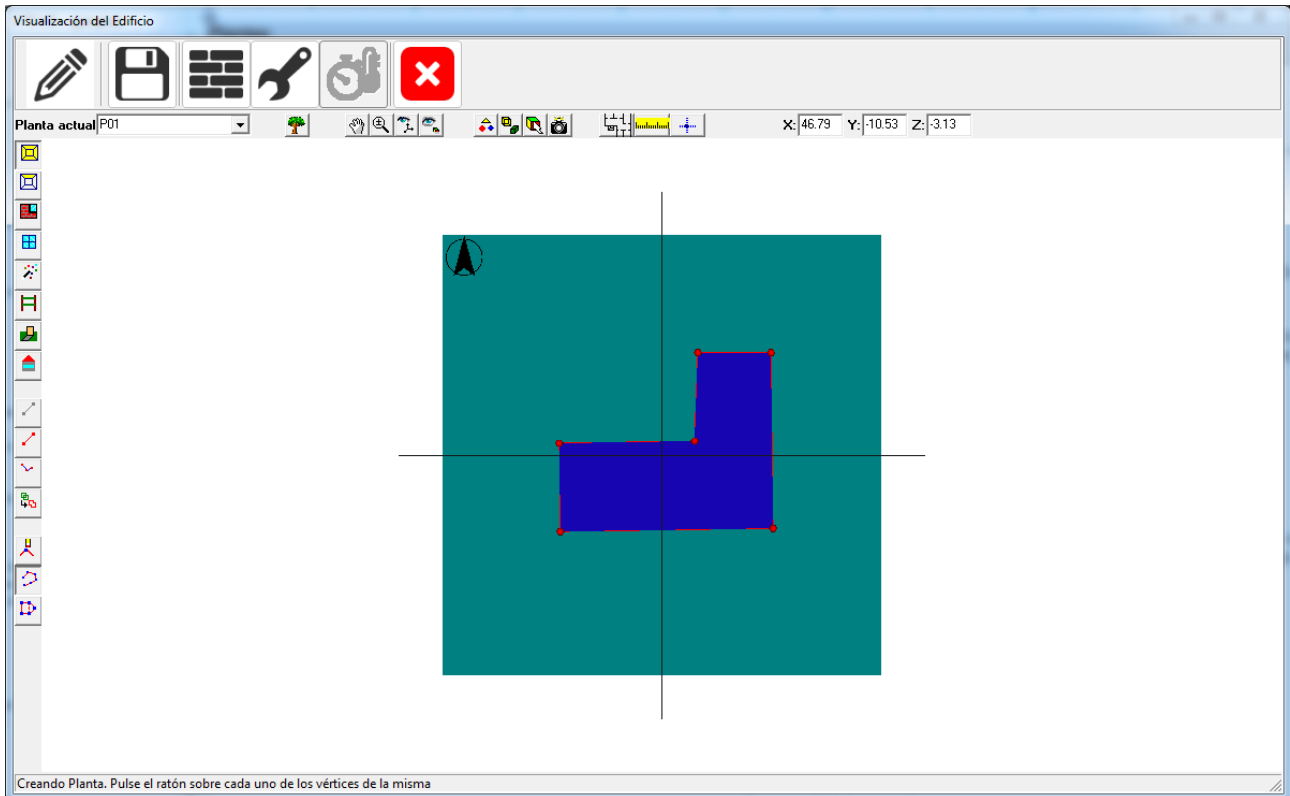 Visualización del Edificio
Planta actual P01 X: 46.79 Y: -10.53 Z: -3.13
Creando Planta. Pulse el ratón sobre cada uno de los vértices de la misma